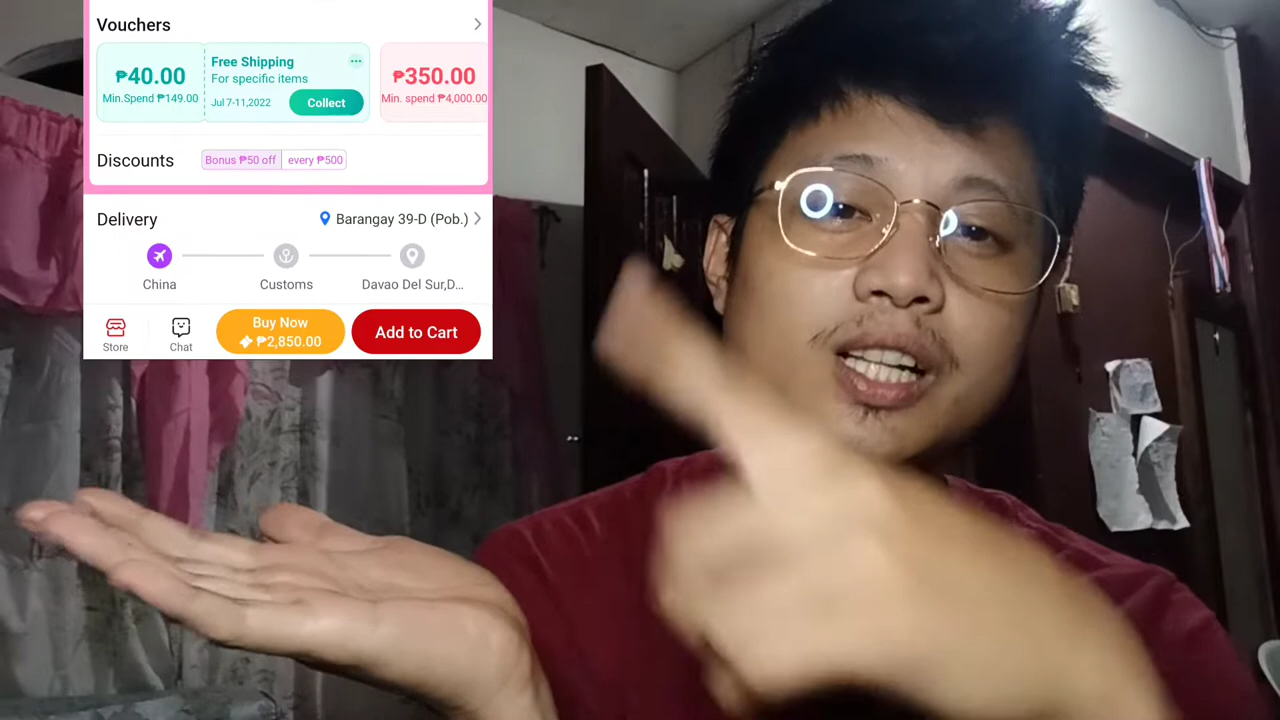 Vouchers
₱40.00
Min.Spend ₱149.00
Free Shipping
For specific items
Jul 7-11,2022
Collect
₱350.00
Min. spend ₱4,000.00
Discounts
Bonus ₱50 off
every ₱500
Delivery
Barangay 39-D (Pob.)
China
Customs
Davao Del Sur,D...
Store
Chat
Buy Now
₱2,850.00
Add to Cart